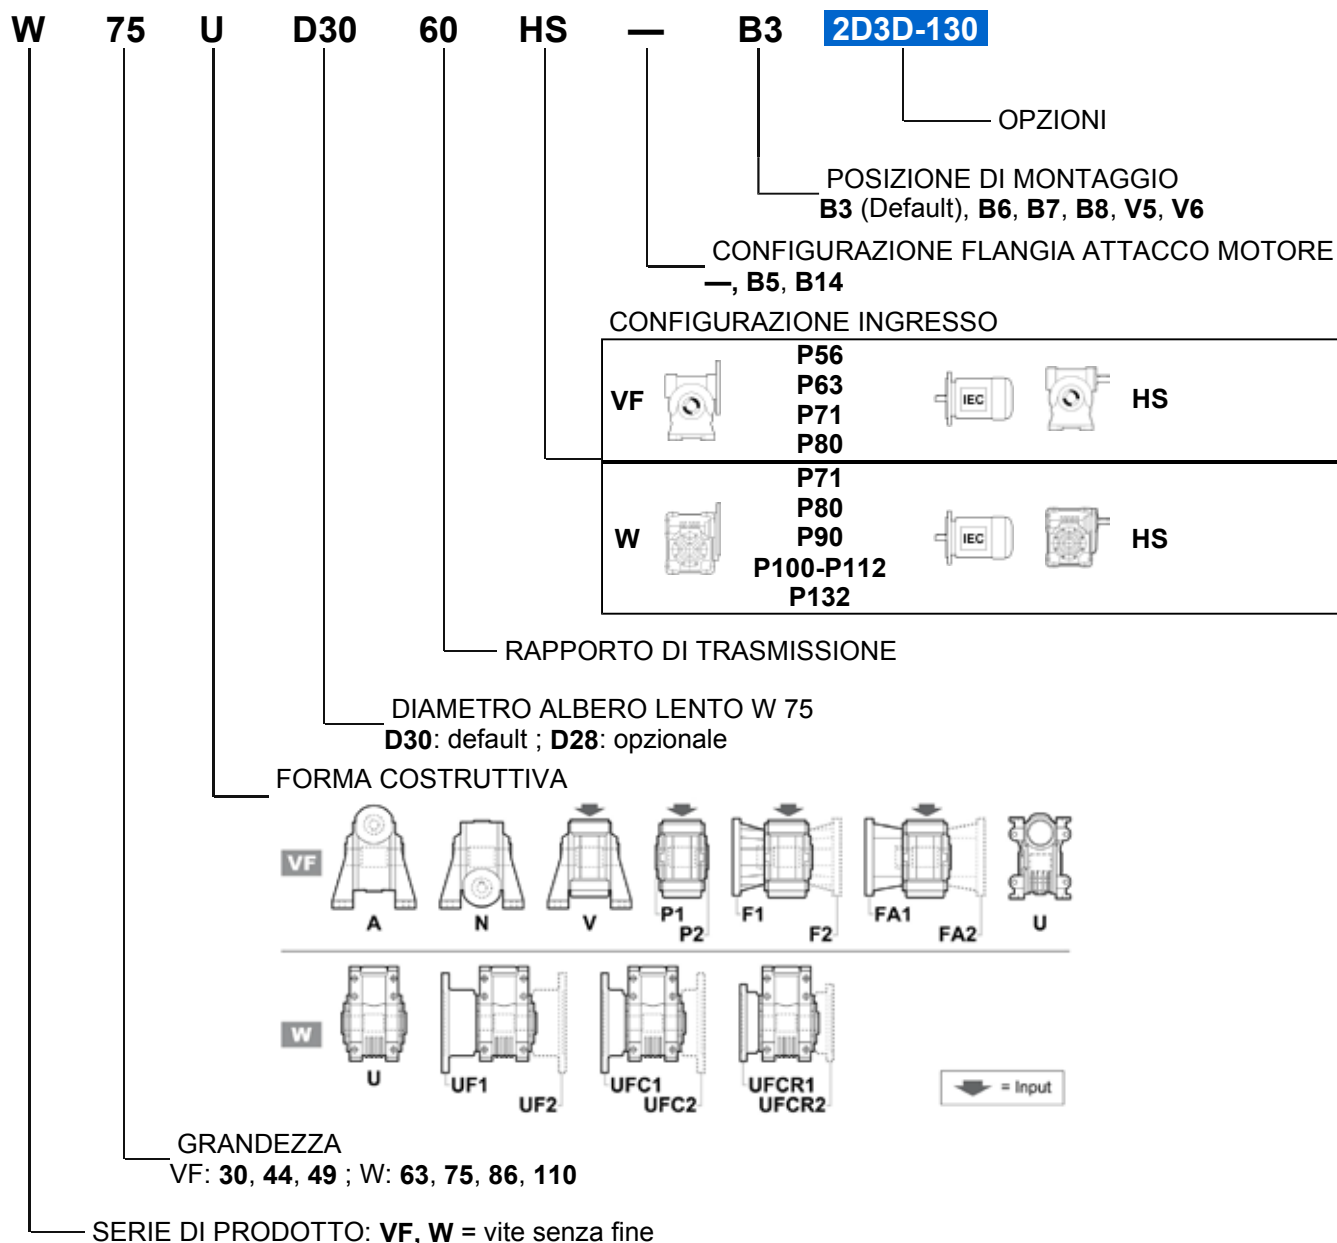 W 75 U D30 60 HS — B3 2D3D-130
OPZIONI
POSIZIONE DI MONTAGGIO
B3 (Default), B6, B7, B8, V5, V6
CONFIGURAZIONE FLANGIA ATTACCO MOTORE
—, B5, B14
CONFIGURAZIONE INGRESSO
P56
P63
VF IEC HS
P71
P80
P71
P80
W P90 IEC HS
P100-P112
P132
RAPPORTO DI TRASMISSIONE
DIAMETRO ALBERO LENTO W 75
D30: default ; D28: opzionale
FORMA COSTRUTTIVA
VF
A N V P1 F1 FA1 U
P2 F2 FA2
W
U UF1 UFC1 UFCR1
UF2 UFC2 UFCR2
= Input
GRANDEZZA
VF: 30, 44, 49 ; W: 63, 75, 86, 110
SERIE DI PRODOTTO: VF, W = vite senza fine